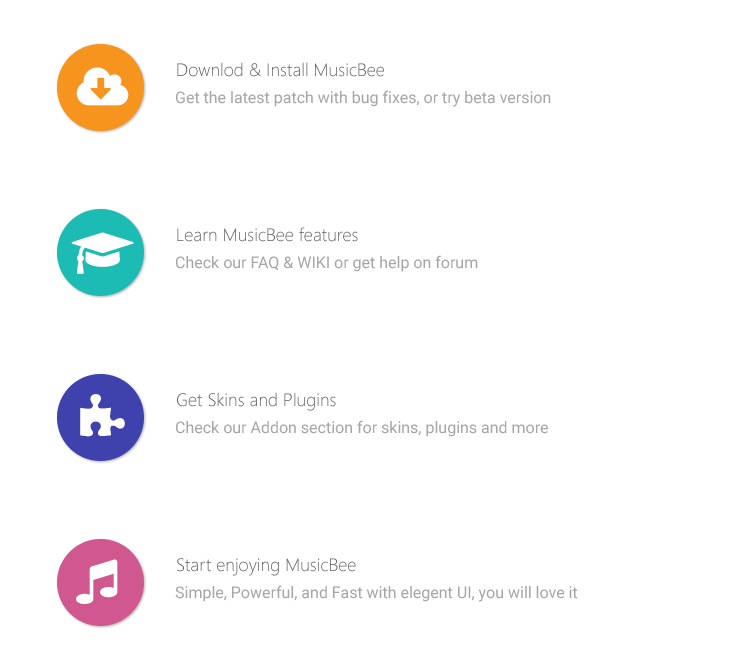 Downlod & Install MusicBee
Get the latest patch with bug fixes, or try beta version
Learn MusicBee features
Check our FAQ & WIKI or get help on forum
Get Skins and Plugins
Check our Addon section for skins, plugins and more
Start enjoying MusicBee
Simple, Powerful, and Fast with elegent UI, you will love it